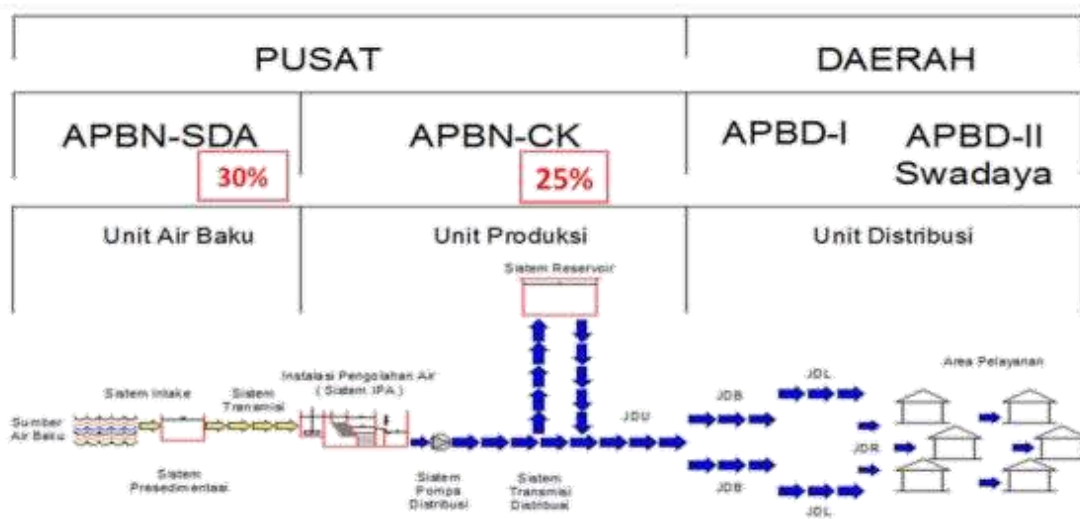 PUSAT
DAERAH
APBN-SDA
30%
APBN-CK
25%
APBD-I
APBD-II
Swadaya
Unit Air Baku
Unit Produksi
Unit Distribusi
Sistem Reservoir
Sistem Intake
Sistem
Transmisi
Instalasi Pengolahan Air
( Sistem IPA )
Area Pelayanan
Sumber
Air Baku
Sistem
Presedimentasi
Sistem
Pompa
Distribusi
Sistem
Transmisi
Distribusi
JDU
JDB
JDL
JDR
JDB
JDL